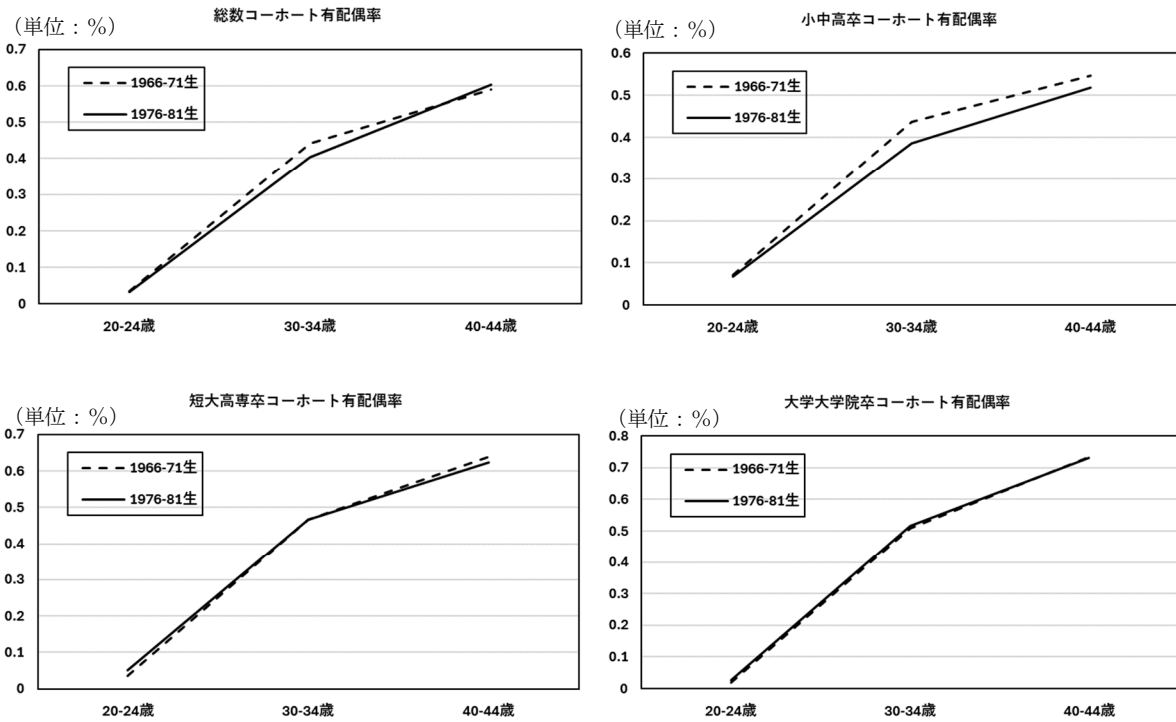 総数コーホート有配偶率
（単位：%）
0.7
0.6
0.5
0.4
0.3
0.2
0.1
0
1966-71生
1976-81生
20-24歳
30-34歳
40-44歳
小中高卒コーホート有配偶率
（単位：%）
0.6
0.5
0.4
0.3
0.2
0.1
0
1966-71生
1976-81生
20-24歳
30-34歳
40-44歳
短大高専卒コーホート有配偶率
（単位：%）
0.7
0.6
0.5
0.4
0.3
0.2
0.1
0
1966-71生
1976-81生
20-24歳
30-34歳
40-44歳
大学大学院卒コーホート有配偶率
（単位：%）
0.8
0.7
0.6
0.5
0.4
0.3
0.2
0.1
0
1966-71生
1976-81生
20-24歳
30-34歳
40-44歳